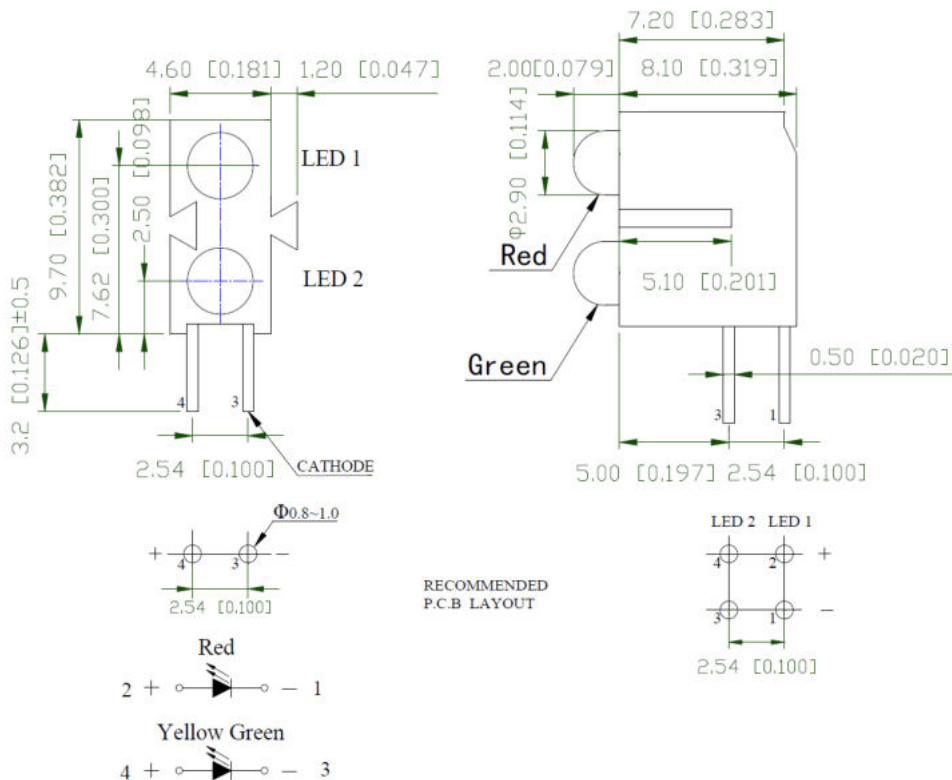 7.20 [0.283]
4.60 [0.181] 1.20 [0.047]
2.00[0.079] 8.10 [0.319]
9.70 [0.382]
7.62 [0.300]
2.50 [0.098]
3.2 [0.126]±0.5
LED 1
LED 2
Φ2.90 [0.114]
Red
5.10 [0.201]
Green
0.50 [0.020]
4 3
3 1
2.54 [0.100]
CATHODE
5.00 [0.197] 2.54 [0.100]
Φ0.8~1.0
+ 4 3 −
2.54 [0.100]
RECOMMENDED
P.C.B LAYOUT
LED 2 LED 1
4 2 +
3 1 −
2.54 [0.100]
Red
2 + − 1
Yellow Green
4 + − 3